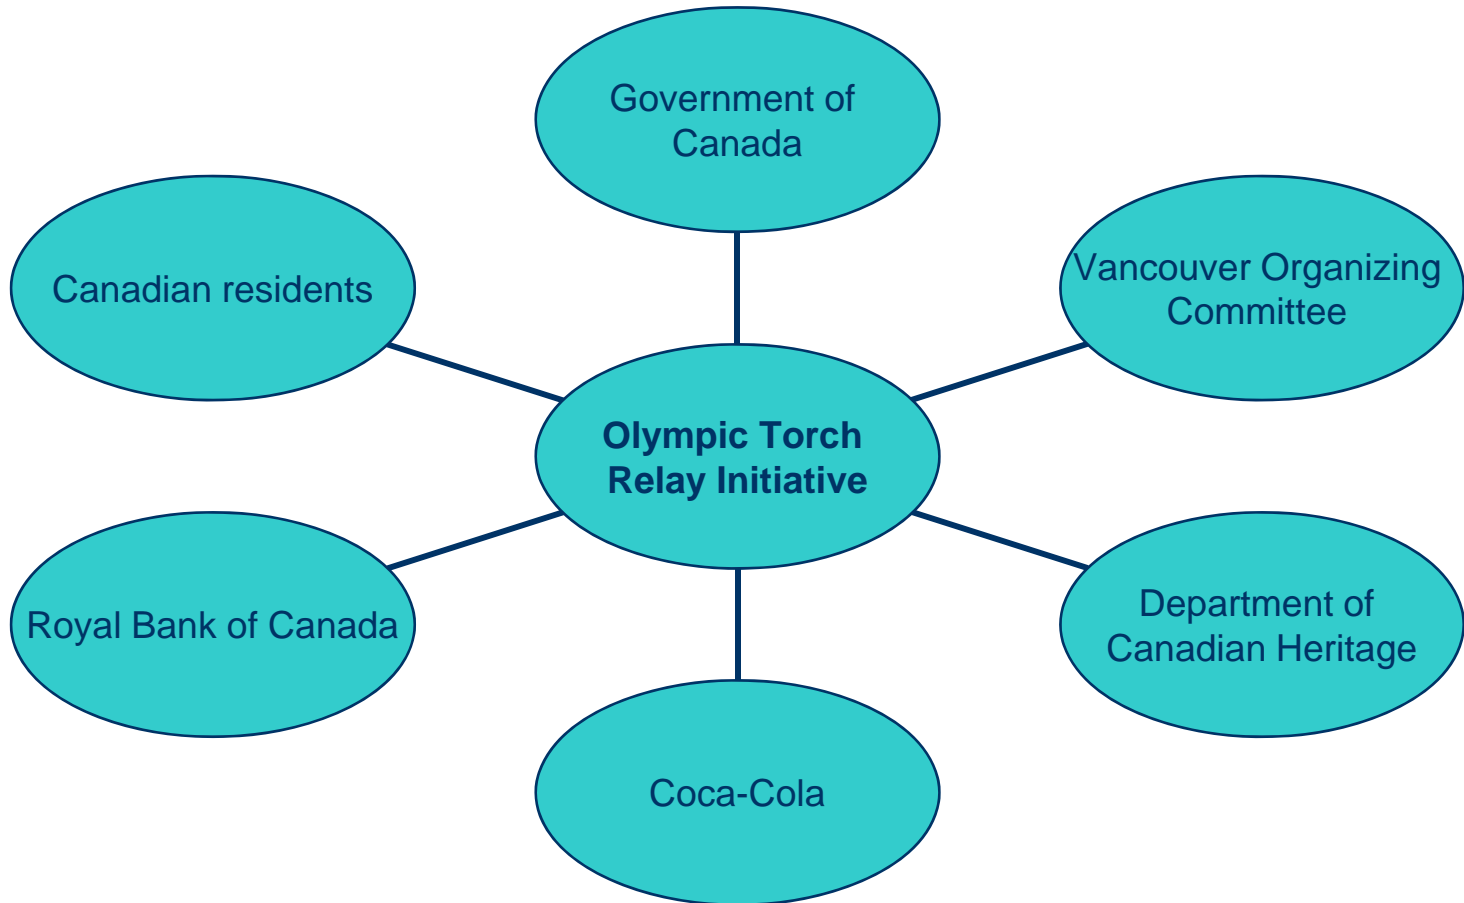 Government of
Canada
Canadian residents
Vancouver Organizing
Committee
Olympic Torch
Relay Initiative
Royal Bank of Canada
Department of
Canadian Heritage
Coca-Cola